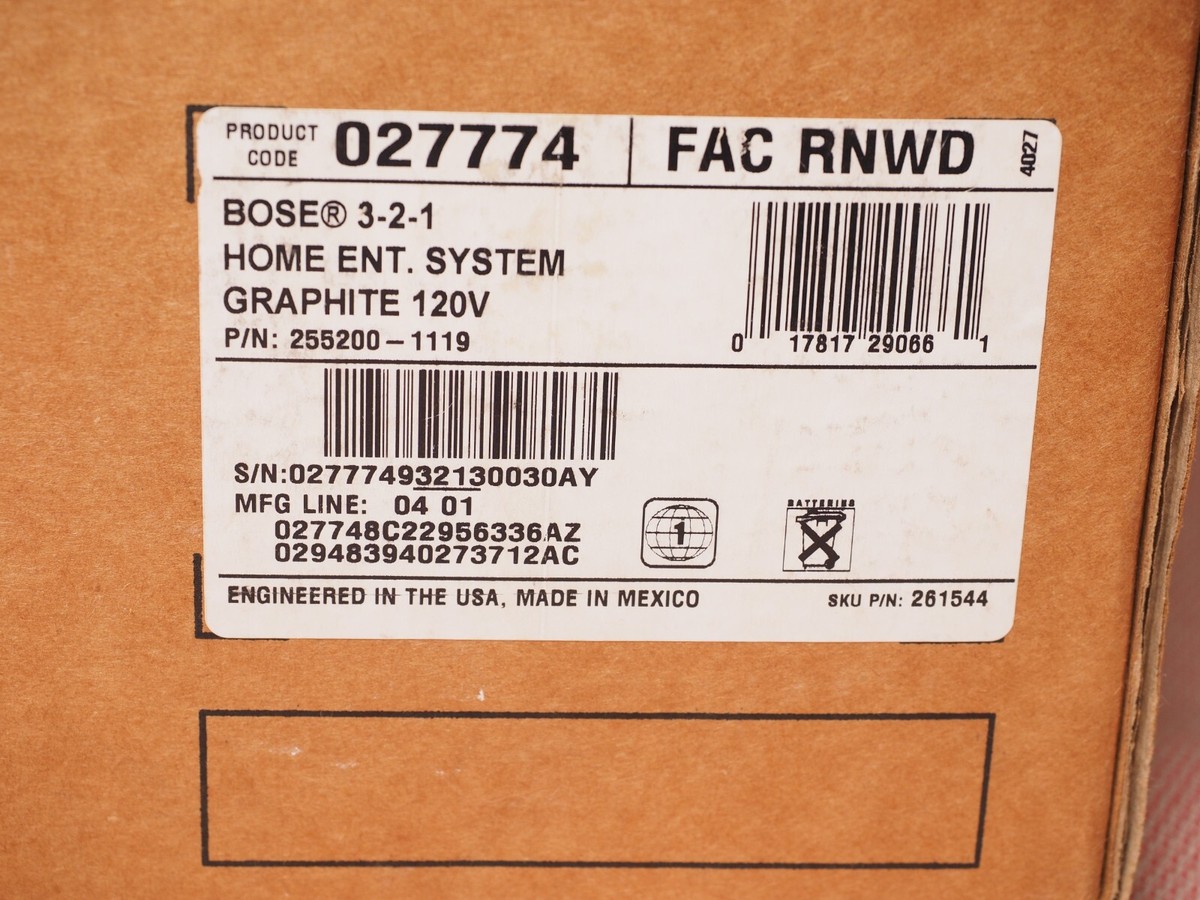 PRODUCT CODE 027774 FAC RNWD 4027
BOSE® 3-2-1
HOME ENT. SYSTEM
GRAPHITE 120V
P/N: 255200-1119
0 17817 29066 1
S/N:027774932130030AY
MFG LINE: 04 01
027748C22956336AZ
029483940273712AC
1
BATTERIES
ENGINEERED IN THE USA, MADE IN MEXICO
SKU P/N: 261544